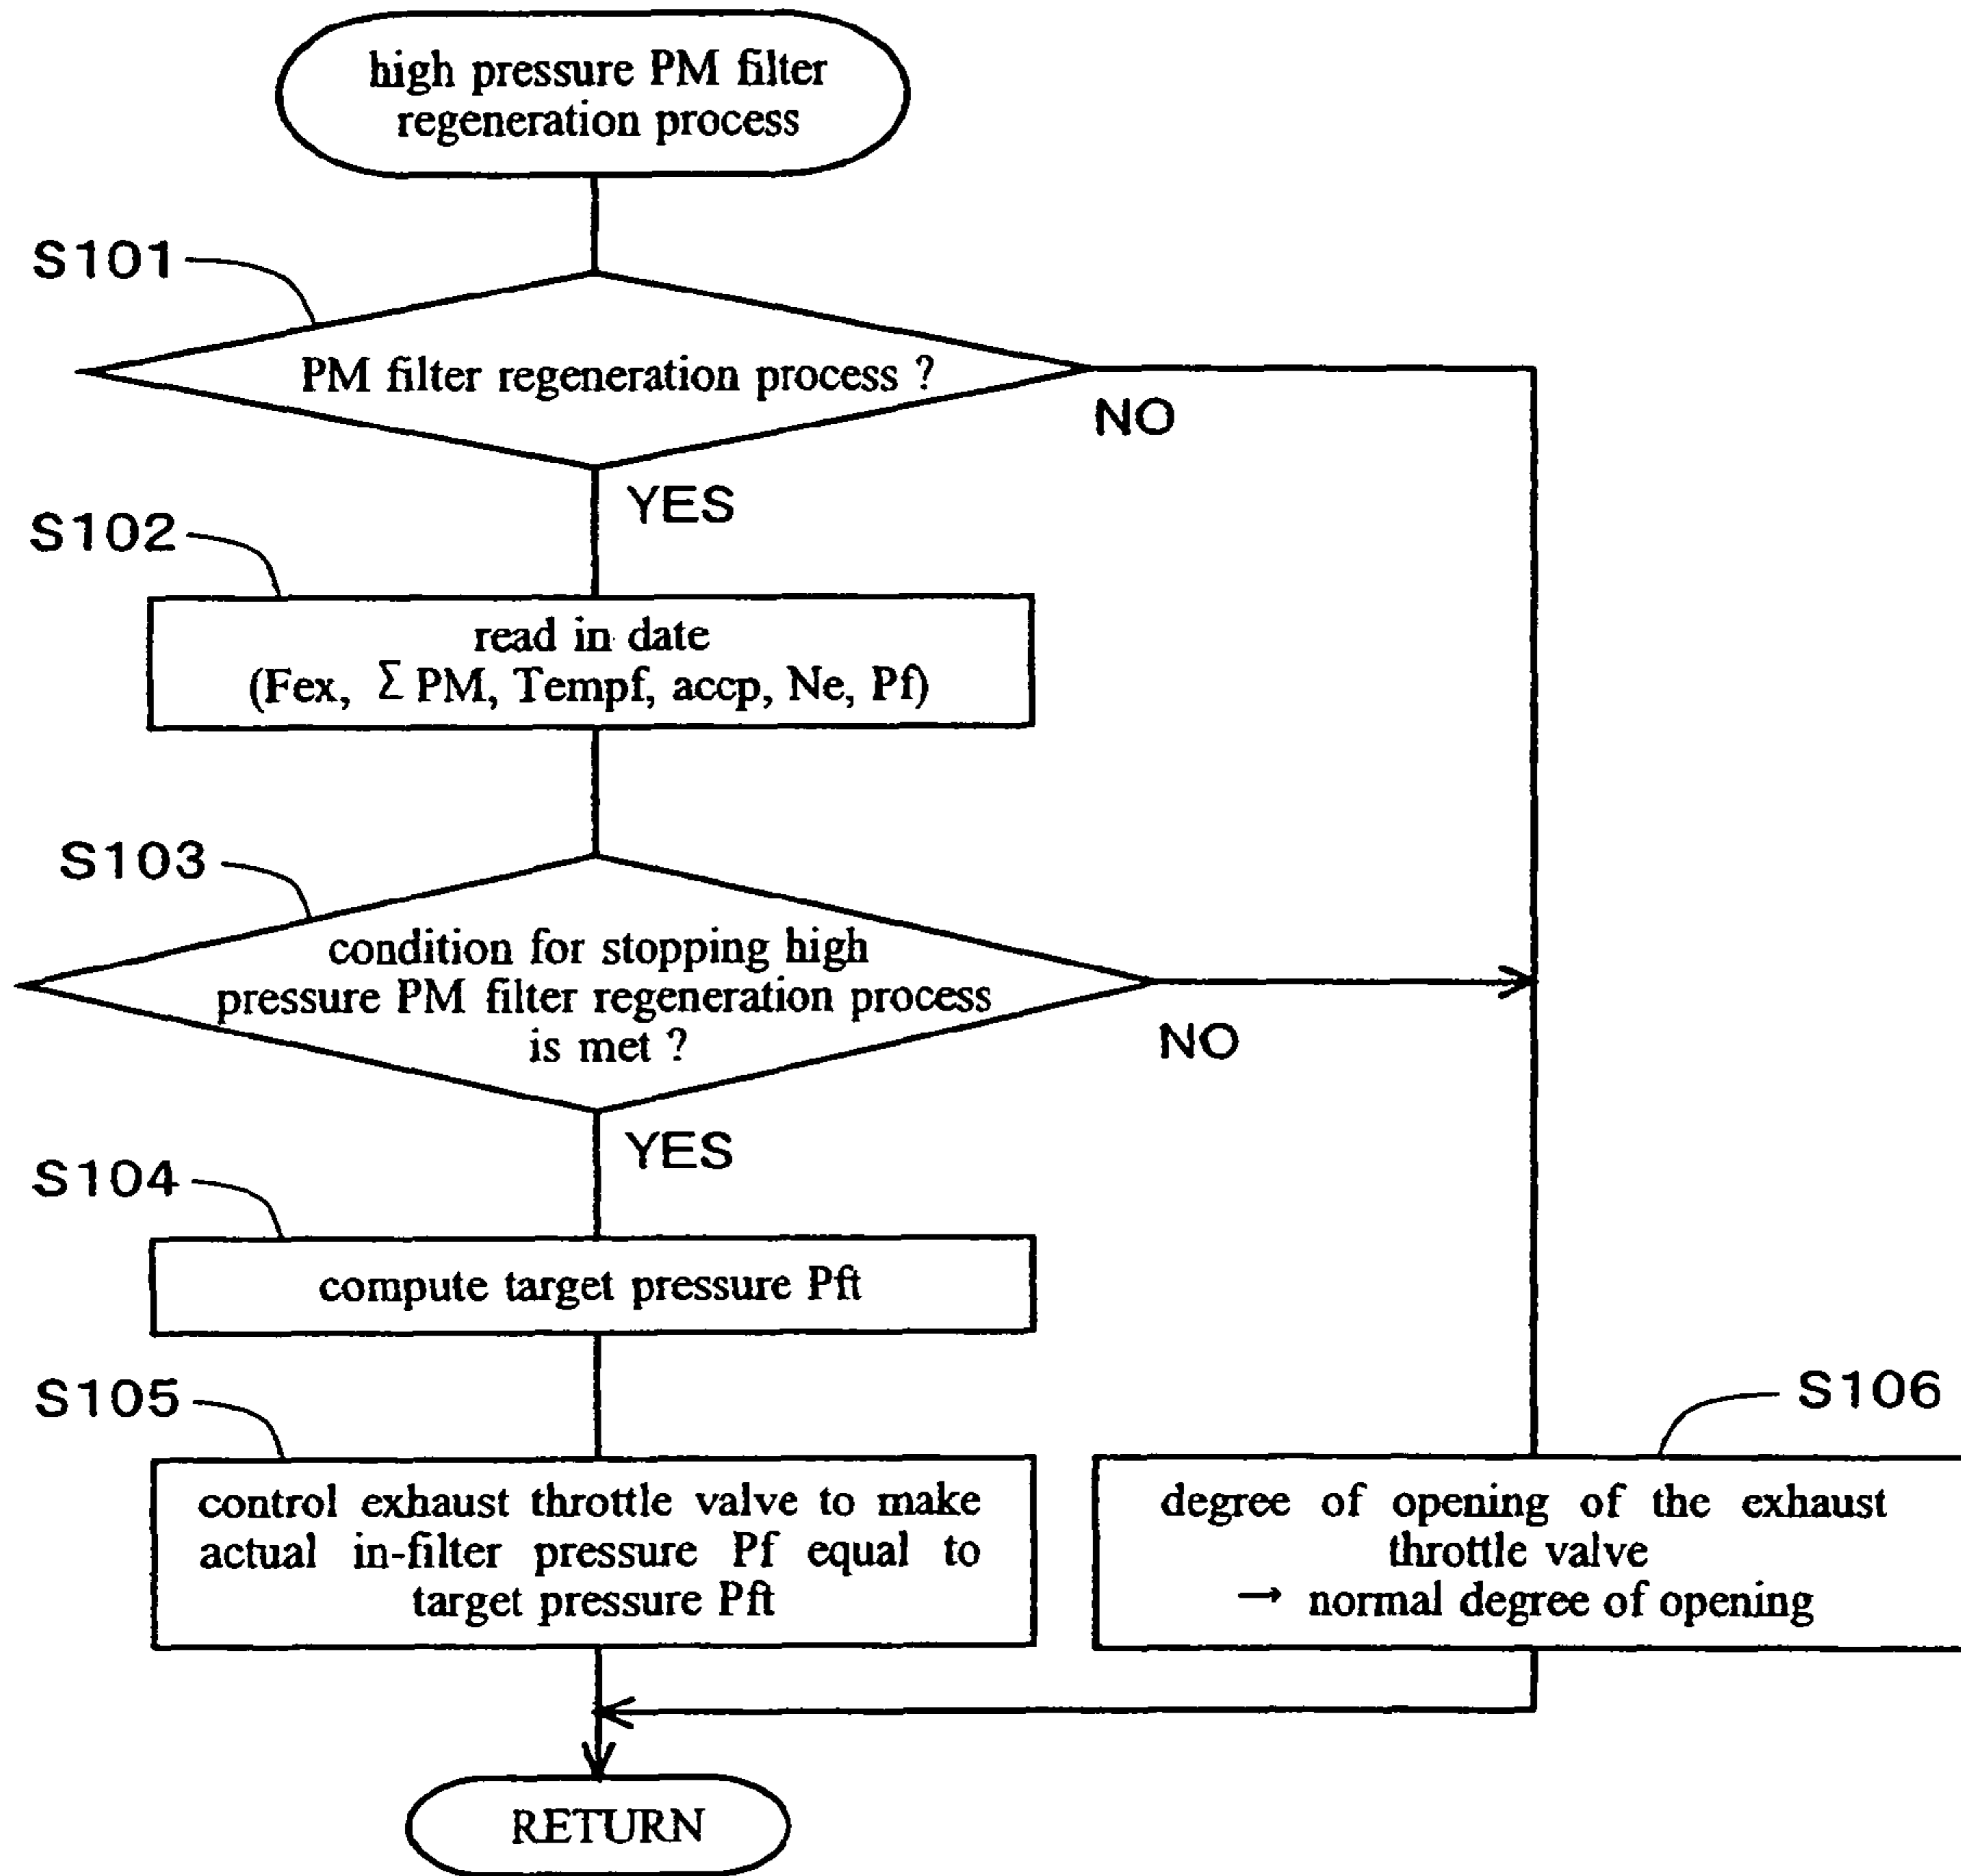 high pressure PM filter
regeneration process
S101
PM filter regeneration process ?
NO
YES
S102
read in date
(Fex, Σ PM, Tempf, accp, Ne, Pf)
S103
condition for stopping high
pressure PM filter regeneration process
is met ?
NO
YES
S104
compute target pressure Pft
S105
control exhaust throttle valve to make
actual in-filter pressure Pf equal to
target pressure Pft
S106
degree of opening of the exhaust
throttle valve
→ normal degree of opening
RETURN